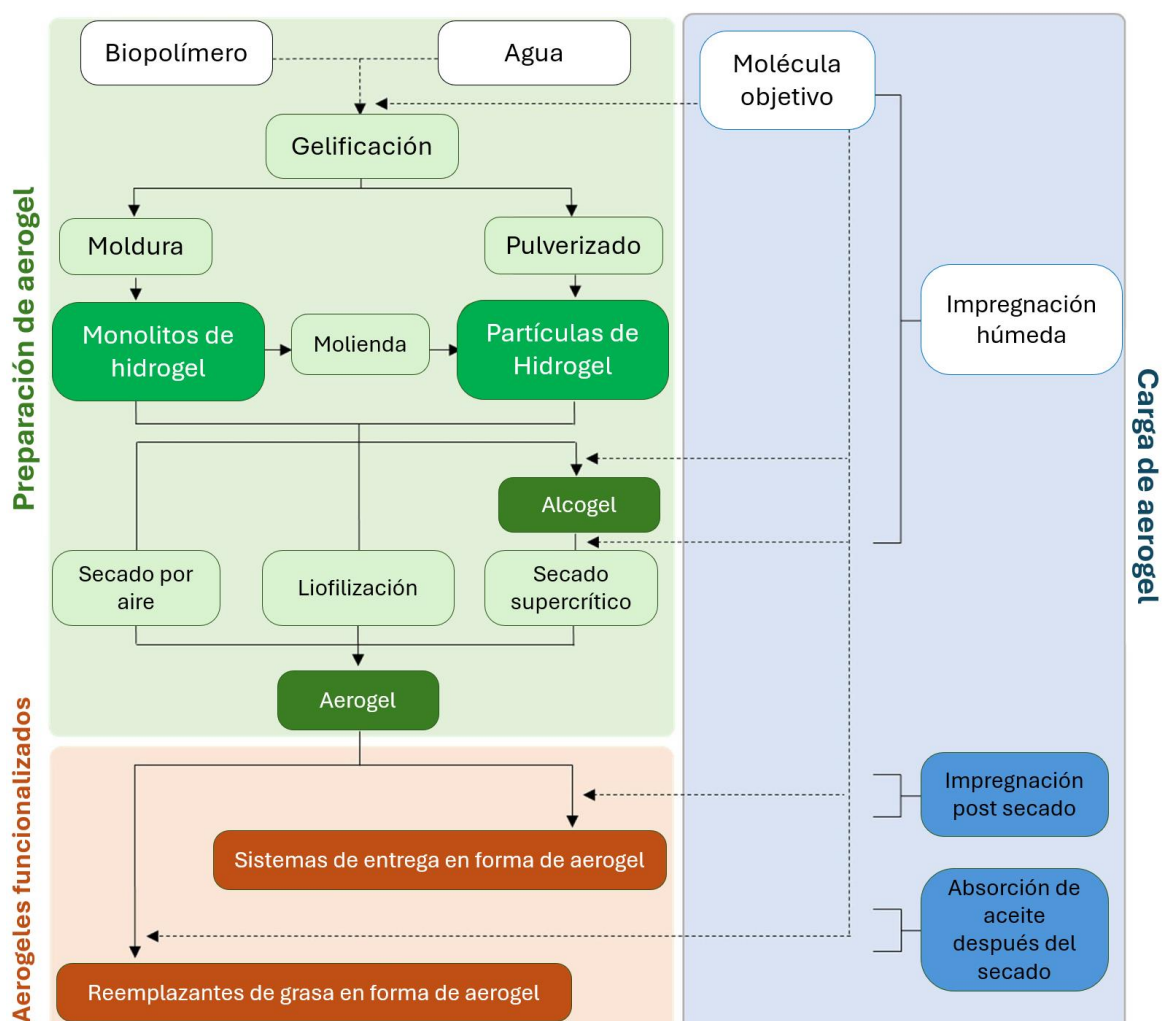 Biopolímero
Agua
Molécula
objetivo
Gelificación
Moldura
Pulverizado
Impregnación
húmeda
Monolitos de
hidrogel
Molienda
Partículas de
Hidrogel
Preparación de aerogel
Carga de aerogel
Alcogel
Secado por
aire
Liofilización
Secado
supercrítico
Aerogel
Aerogeles funcionalizados
Impregnación
post secado
Sistemas de entrega en forma de aerogel
Absorción de
aceite
después del
secado
Reemplazantes de grasa en forma de aerogel